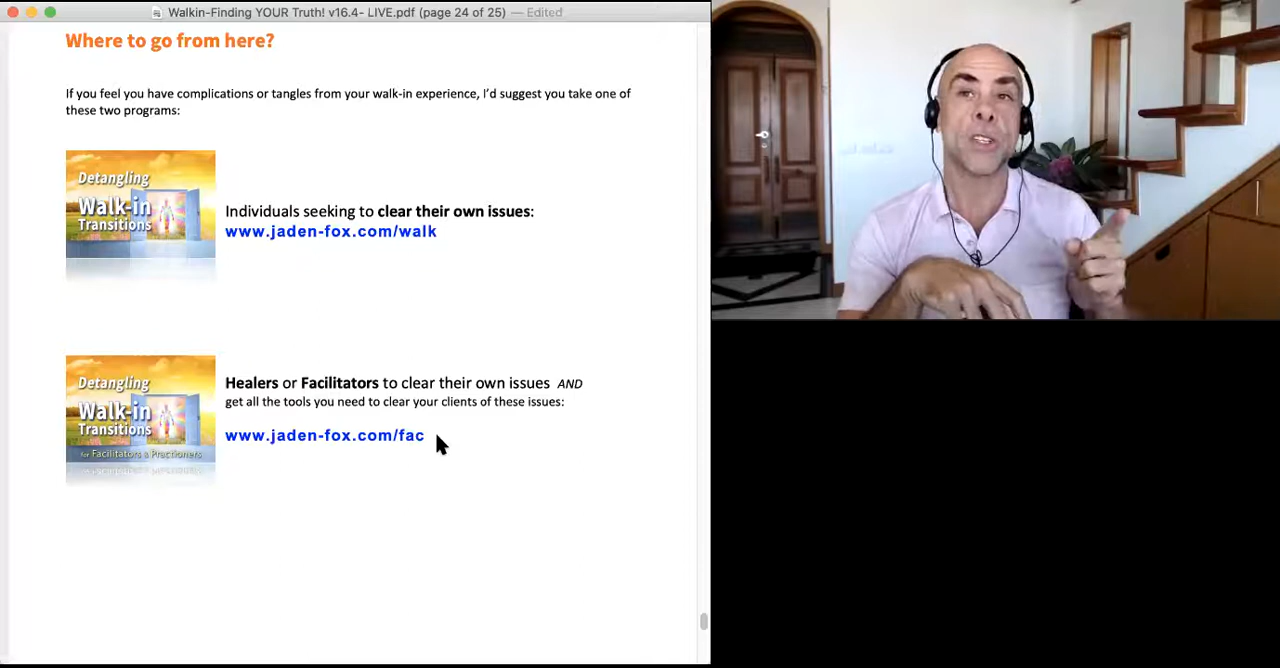 Walkin-Finding YOUR Truth! v16.4- LIVE.pdf (page 24 of 25) — Edited
Where to go from here?
If you feel you have complications or tangles from your walk-in experience, I'd suggest you take one of
these two programs:
Detangling
Walk-in
Transitions
Individuals seeking to clear their own issues:
www.jaden-fox.com/walk
Detangling
Walk-in
Transitions
for Facilitators & Practioners
Healers or Facilitators to clear their own issues AND
get all the tools you need to clear your clients of these issues:
www.jaden-fox.com/fac